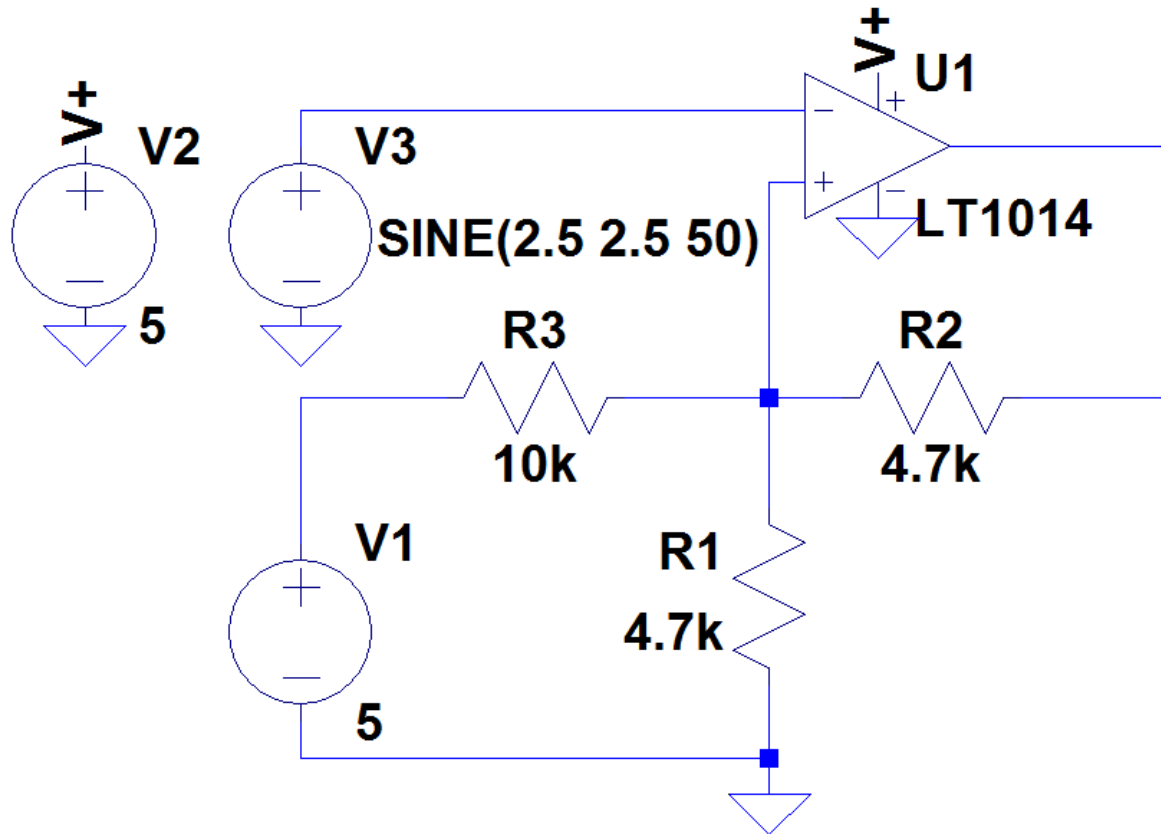 V+
V2
5
V3
SINE(2.5 2.5 50)
V+
U1
LT1014
R3
10k
R2
4.7k
V1
5
R1
4.7k